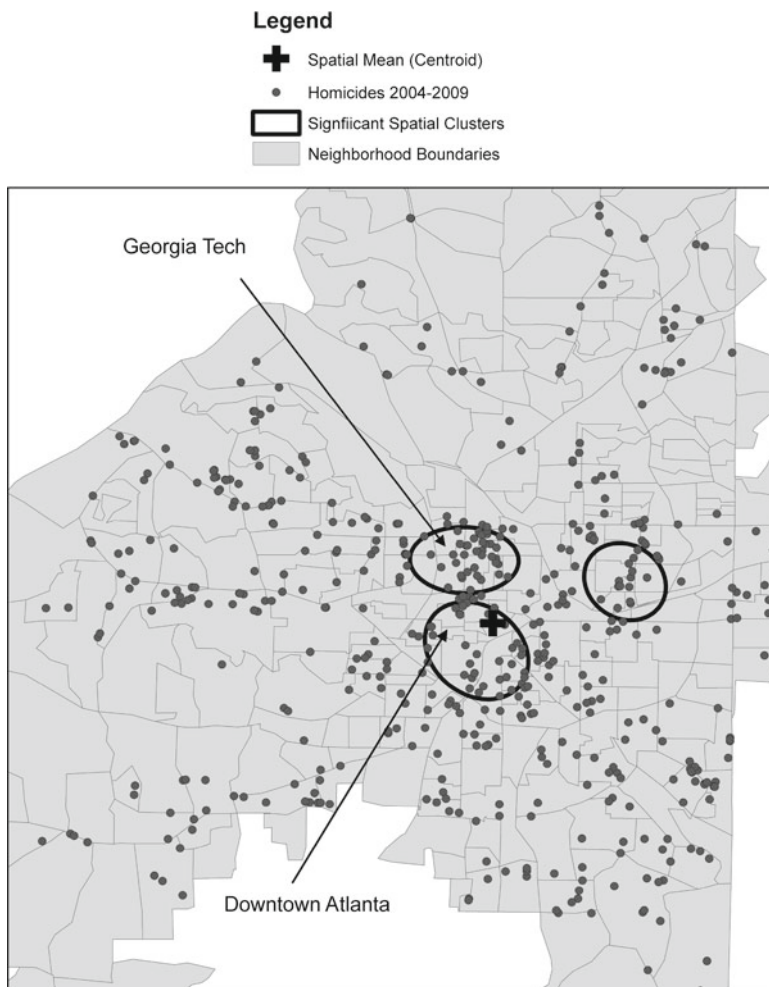 Legend
Spatial Mean (Centroid)
Homicides 2004-2009
Signfiicant Spatial Clusters
Neighborhood Boundaries
Georgia Tech
Downtown Atlanta